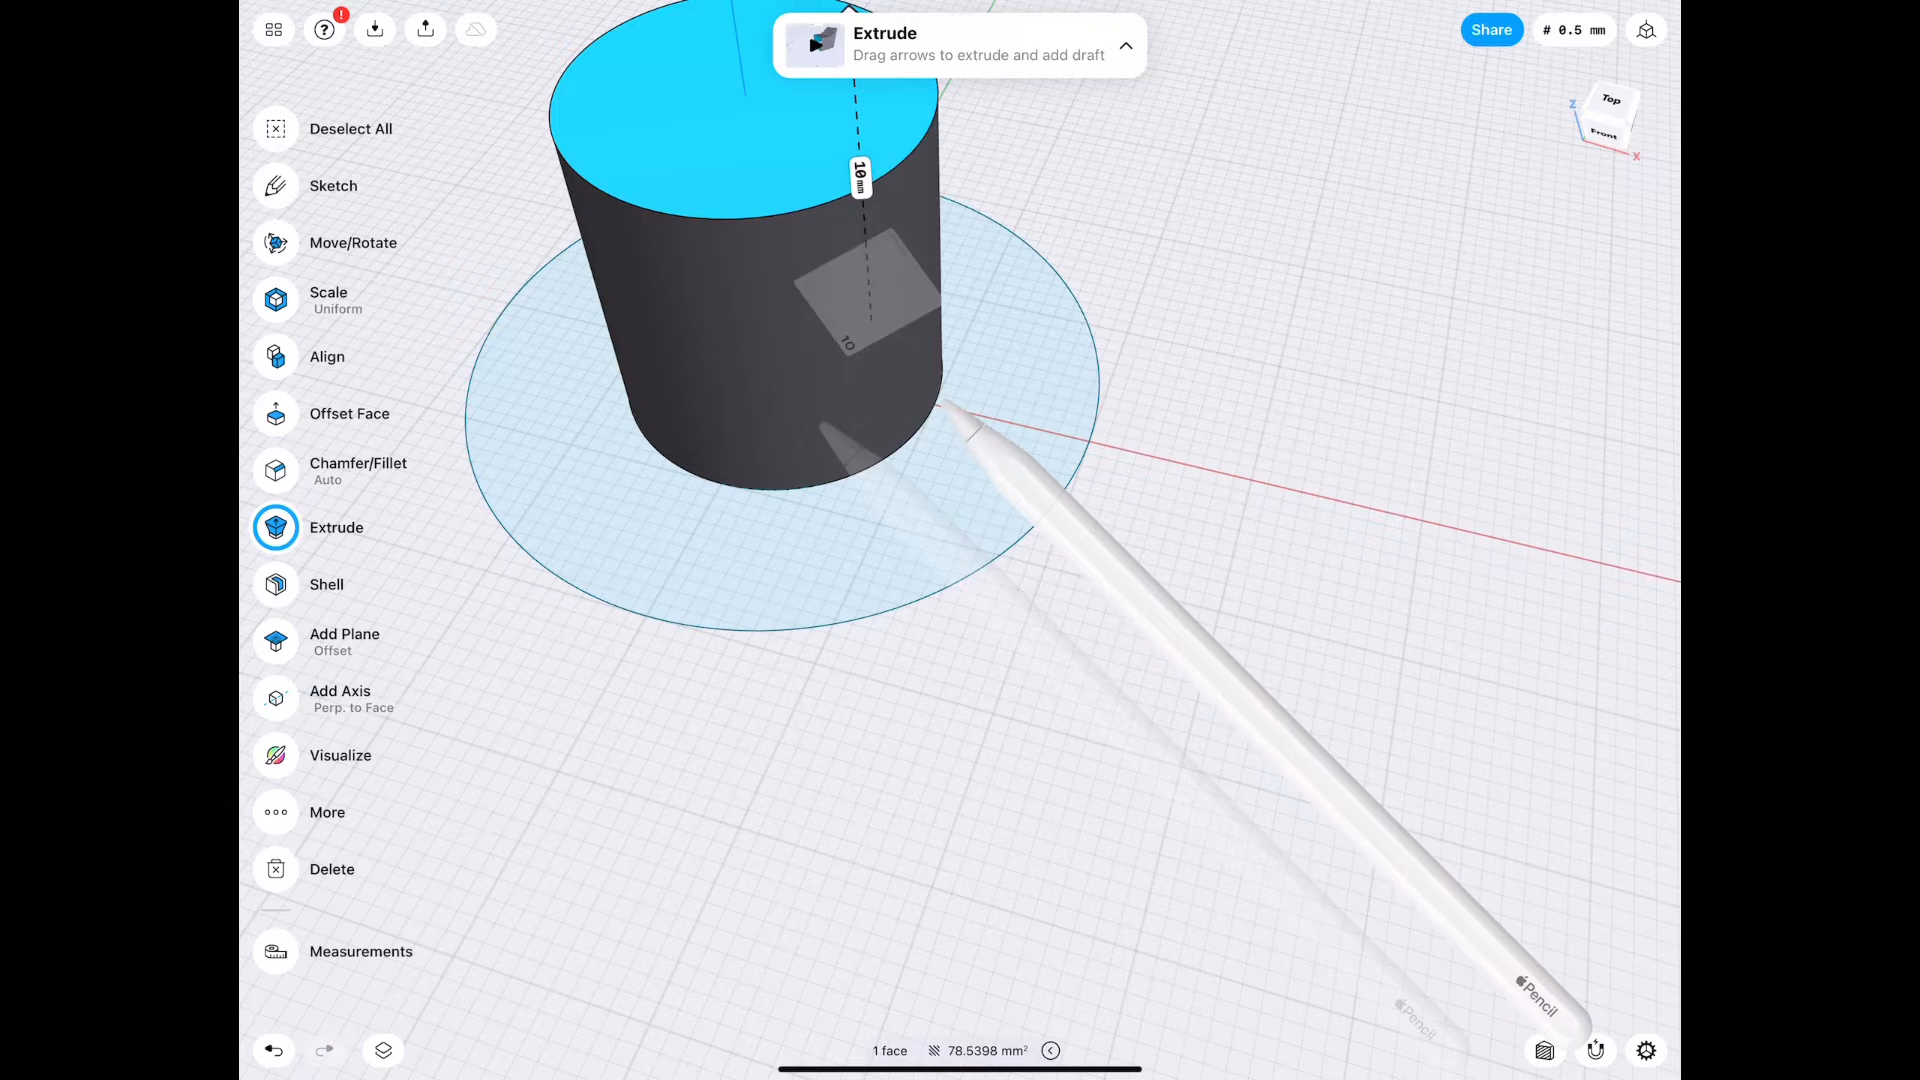 !
?
Extrude
Drag arrows to extrude and add draft
Share
# 0.5 mm
Top
Front
Z
X
Deselect All
Sketch
Move/Rotate
Scale
Uniform
Align
Offset Face
Chamfer/Fillet
Auto
Extrude
Shell
Add Plane
Offset
Add Axis
Perp. to Face
Visualize
More
Delete
Measurements
10 mm
10
Pencil
Pencil
1 face
78.5398 mm²